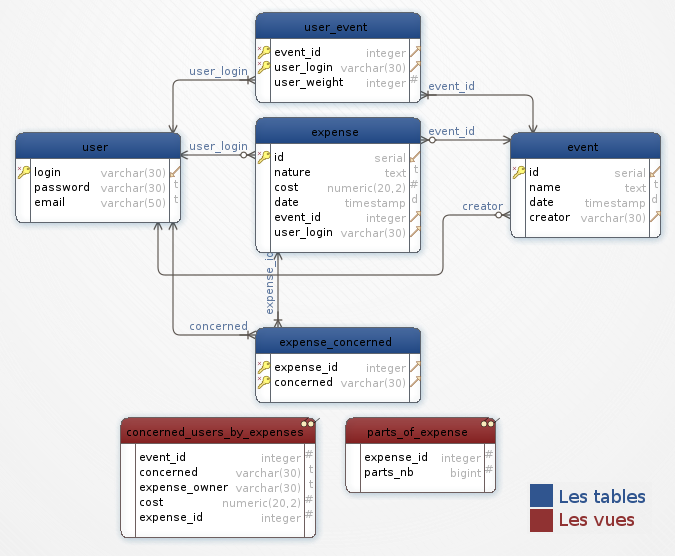 user_event
event_id integer
user_login varchar(30)
user_weight integer #
user_login
event_id
expense
id serial
nature text t
cost numeric(20,2) #
date timestamp d
event_id integer
user_login varchar(30)
user
login varchar(30)
password varchar(30) t
email varchar(50) t
user_login
event_id
event
id serial
name text t
date timestamp d
creator varchar(30)
creator
expense_id
concerned
expense_concerned
expense_id integer
concerned varchar(30)
concerned_users_by_expenses
event_id integer #
concerned varchar(30) t
expense_owner varchar(30) t
cost numeric(20,2) #
expense_id integer #
parts_of_expense
expense_id integer #
parts_nb bigint #
Les tables
Les vues